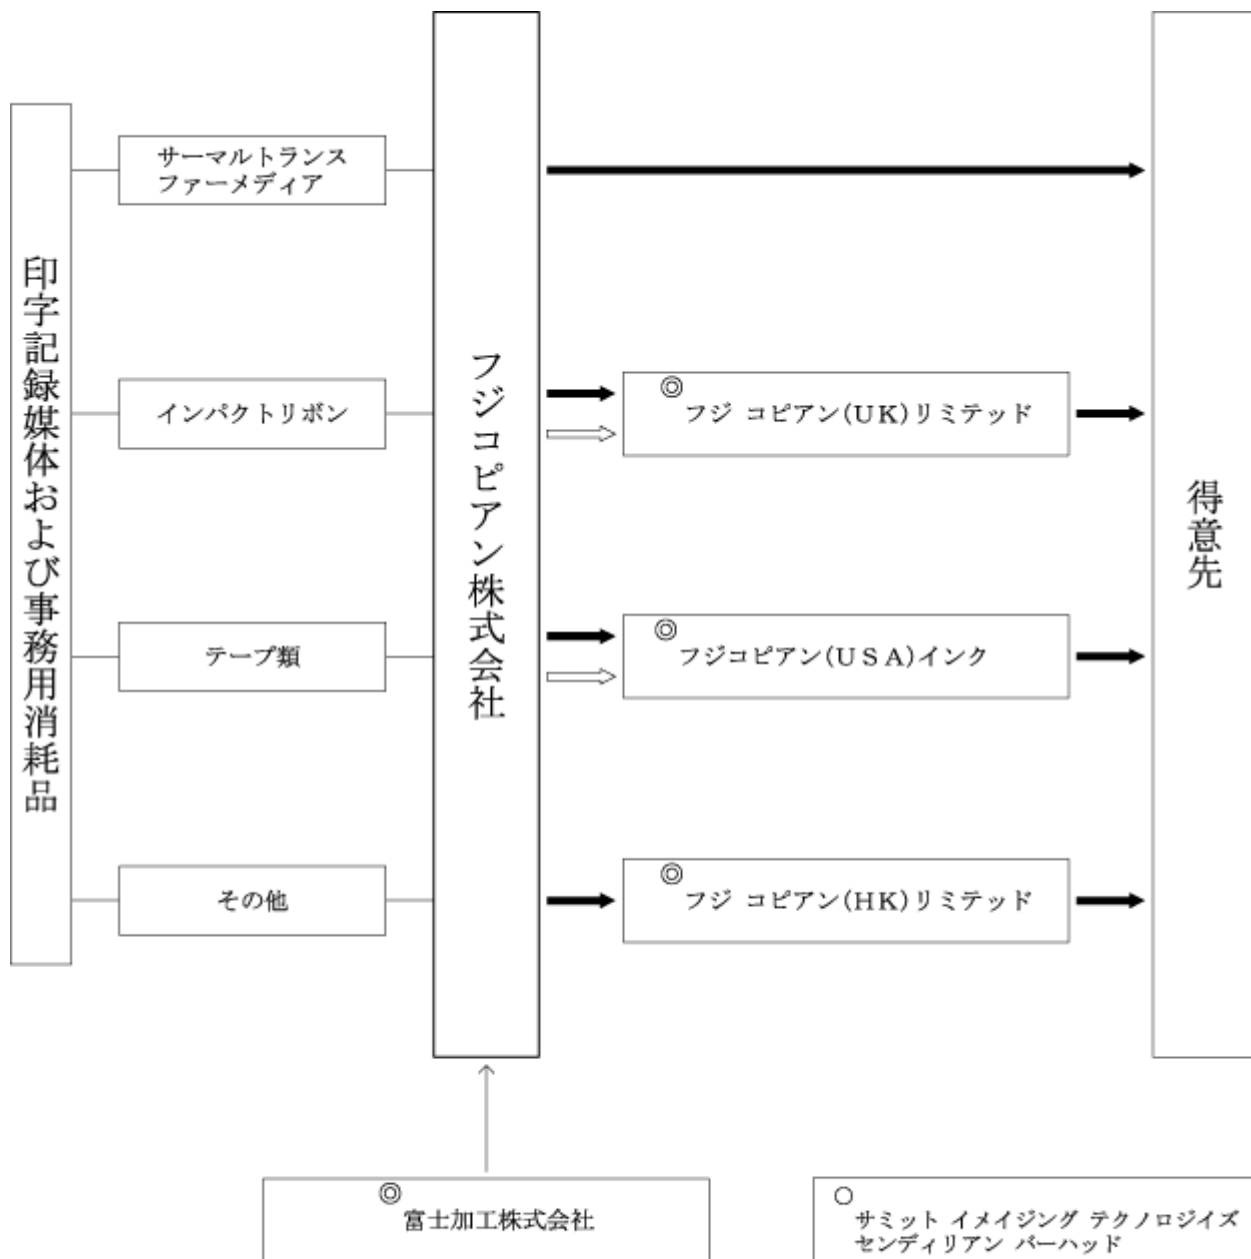 印字記録媒体および事務用消耗品
サーマルトランス
ファーメディア
インパクトリボン
テープ類
その他
フジコピアン株式会社
◎
フジ コピアン(UK)リミテッド
◎
フジコピアン(USA)インク
◎
フジ コピアン(HK)リミテッド
得意先
◎
富士加工株式会社
○
サミット イメイジング テクノロジイズ
センディリアン バーハッド